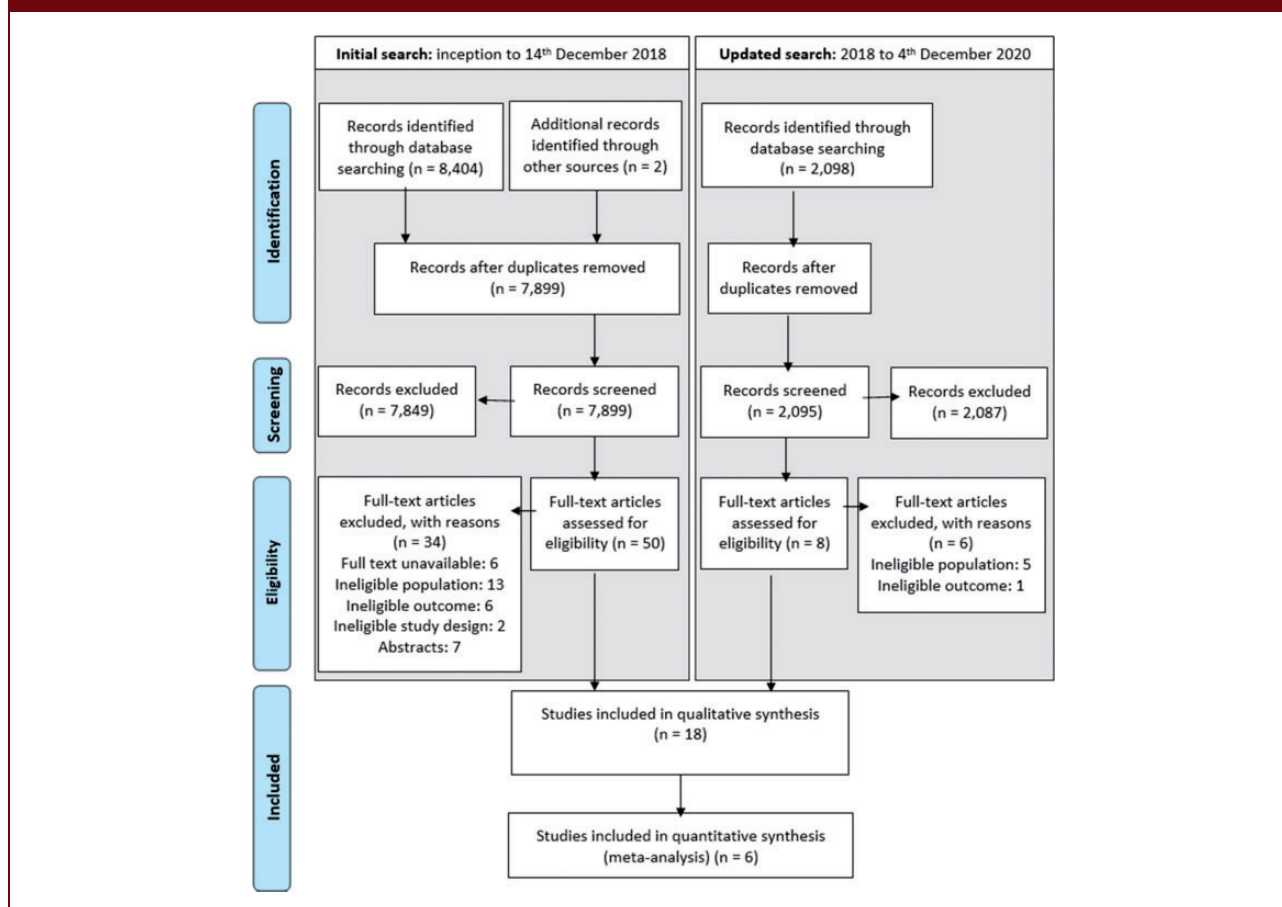 Initial search: inception to 14th December 2018
Updated search: 2018 to 4th December 2020
Identification
Records identified
through database
searching (n = 8,404)
Additional records
identified through
other sources (n = 2)
Records identified through
database searching
(n = 2,098)
Records after duplicates removed
(n = 7,899)
Records after
duplicates removed
Screening
Records excluded
(n = 7,849)
Records screened
(n = 7,899)
Records screened
(n = 2,095)
Records excluded
(n = 2,087)
Eligibility
Full-text articles
excluded, with reasons
(n = 34)
Full text unavailable: 6
Ineligible population: 13
Ineligible outcome: 6
Ineligible study design: 2
Abstracts: 7
Full-text articles
assessed for
eligibility (n = 50)
Full-text articles
assessed for
eligibility (n = 8)
Full-text articles
excluded, with reasons
(n = 6)
Ineligible population: 5
Ineligible outcome: 1
Included
Studies included in qualitative synthesis
(n = 18)
Studies included in quantitative synthesis
(meta-analysis) (n = 6)